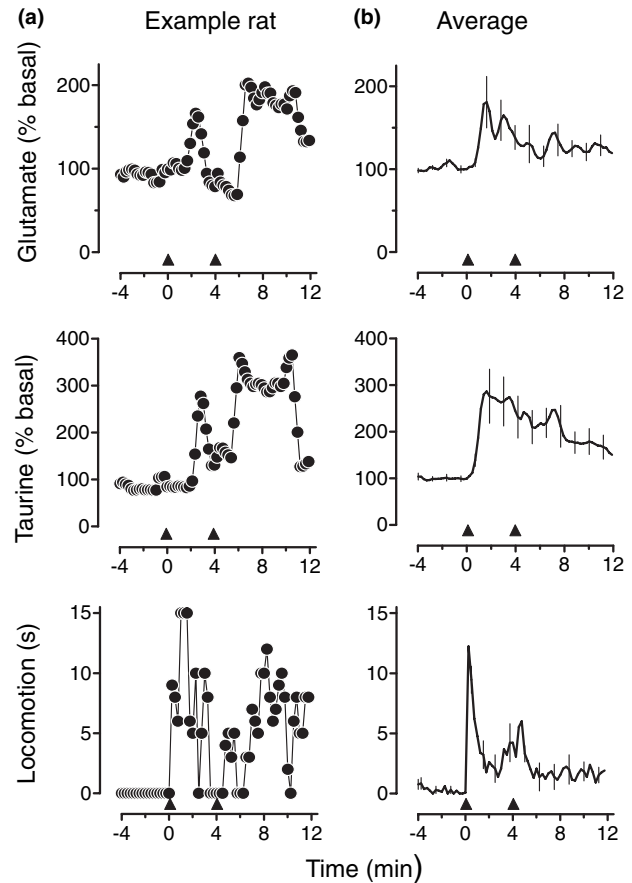 (a) Example rat
(b) Average
Glutamate (% basal)
200
100
0
-4 0 4 8 12
200
100
0
-4 0 4 8 12
Taurine (% basal)
400
300
200
100
0
-4 0 4 8 12
400
300
200
100
0
-4 0 4 8 12
Locomotion (s)
15
10
5
0
-4 0 4 8 12
15
10
5
0
-4 0 4 8 12
Time (min)